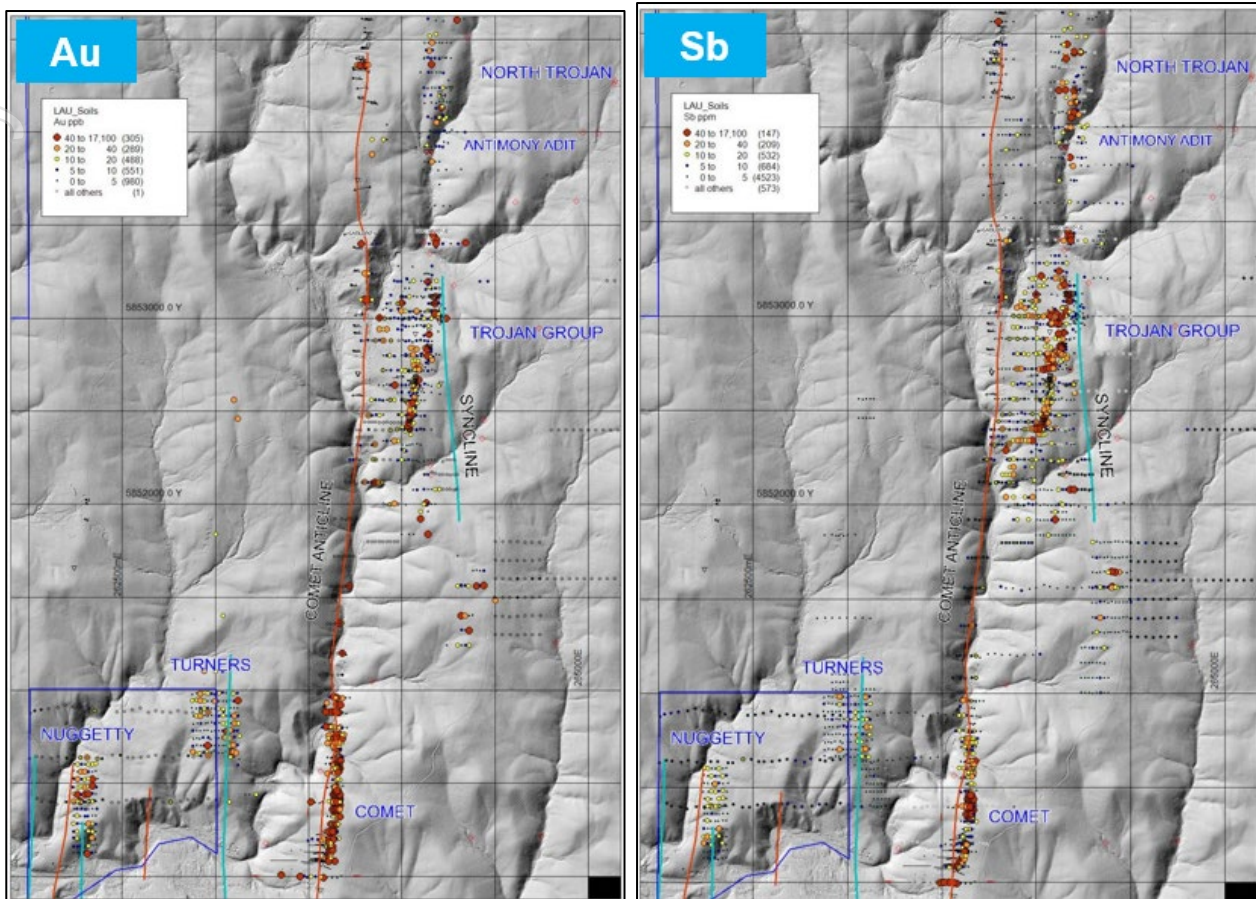 Au
LAU_Soils
Au ppb
40 to 17,100 (305)
20 to 40 (289)
10 to 20 (488)
5 to 10 (551)
0 to 5 (980)
all others (1)
NORTH TROJAN
ANTIMONY ADIT
5853000.0 Y
TROJAN GROUP
SYNCLINE
5852000.0 Y
COMET ANTICLINE
TURNERS
NUGGETTY
COMET
Sb
LAU_Soils
Sb ppm
40 to 17,100 (147)
20 to 40 (209)
10 to 20 (532)
5 to 10 (684)
0 to 5 (4523)
all others (573)
NORTH TROJAN
ANTIMONY ADIT
5853000.0 Y
TROJAN GROUP
SYNCLINE
5852000.0 Y
COMET ANTICLINE
TURNERS
NUGGETTY
COMET